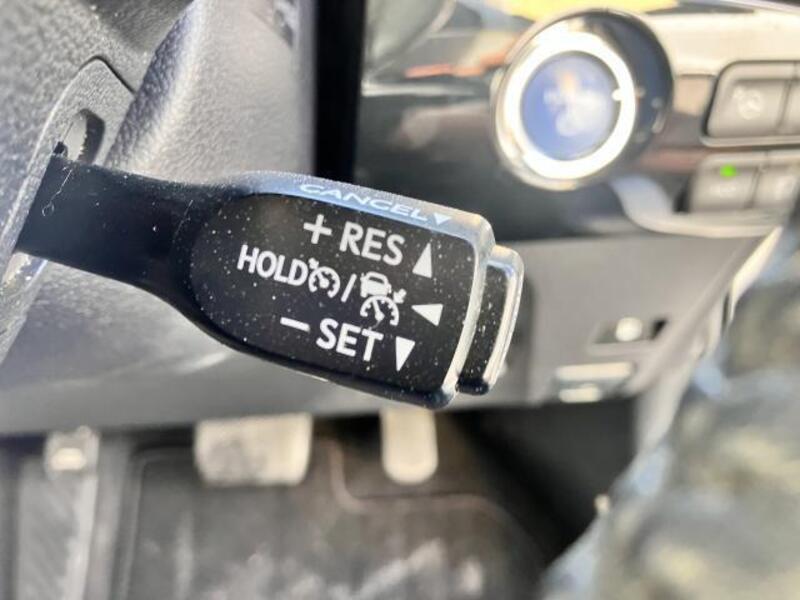 CANCEL
+ RES
HOLD /
− SET